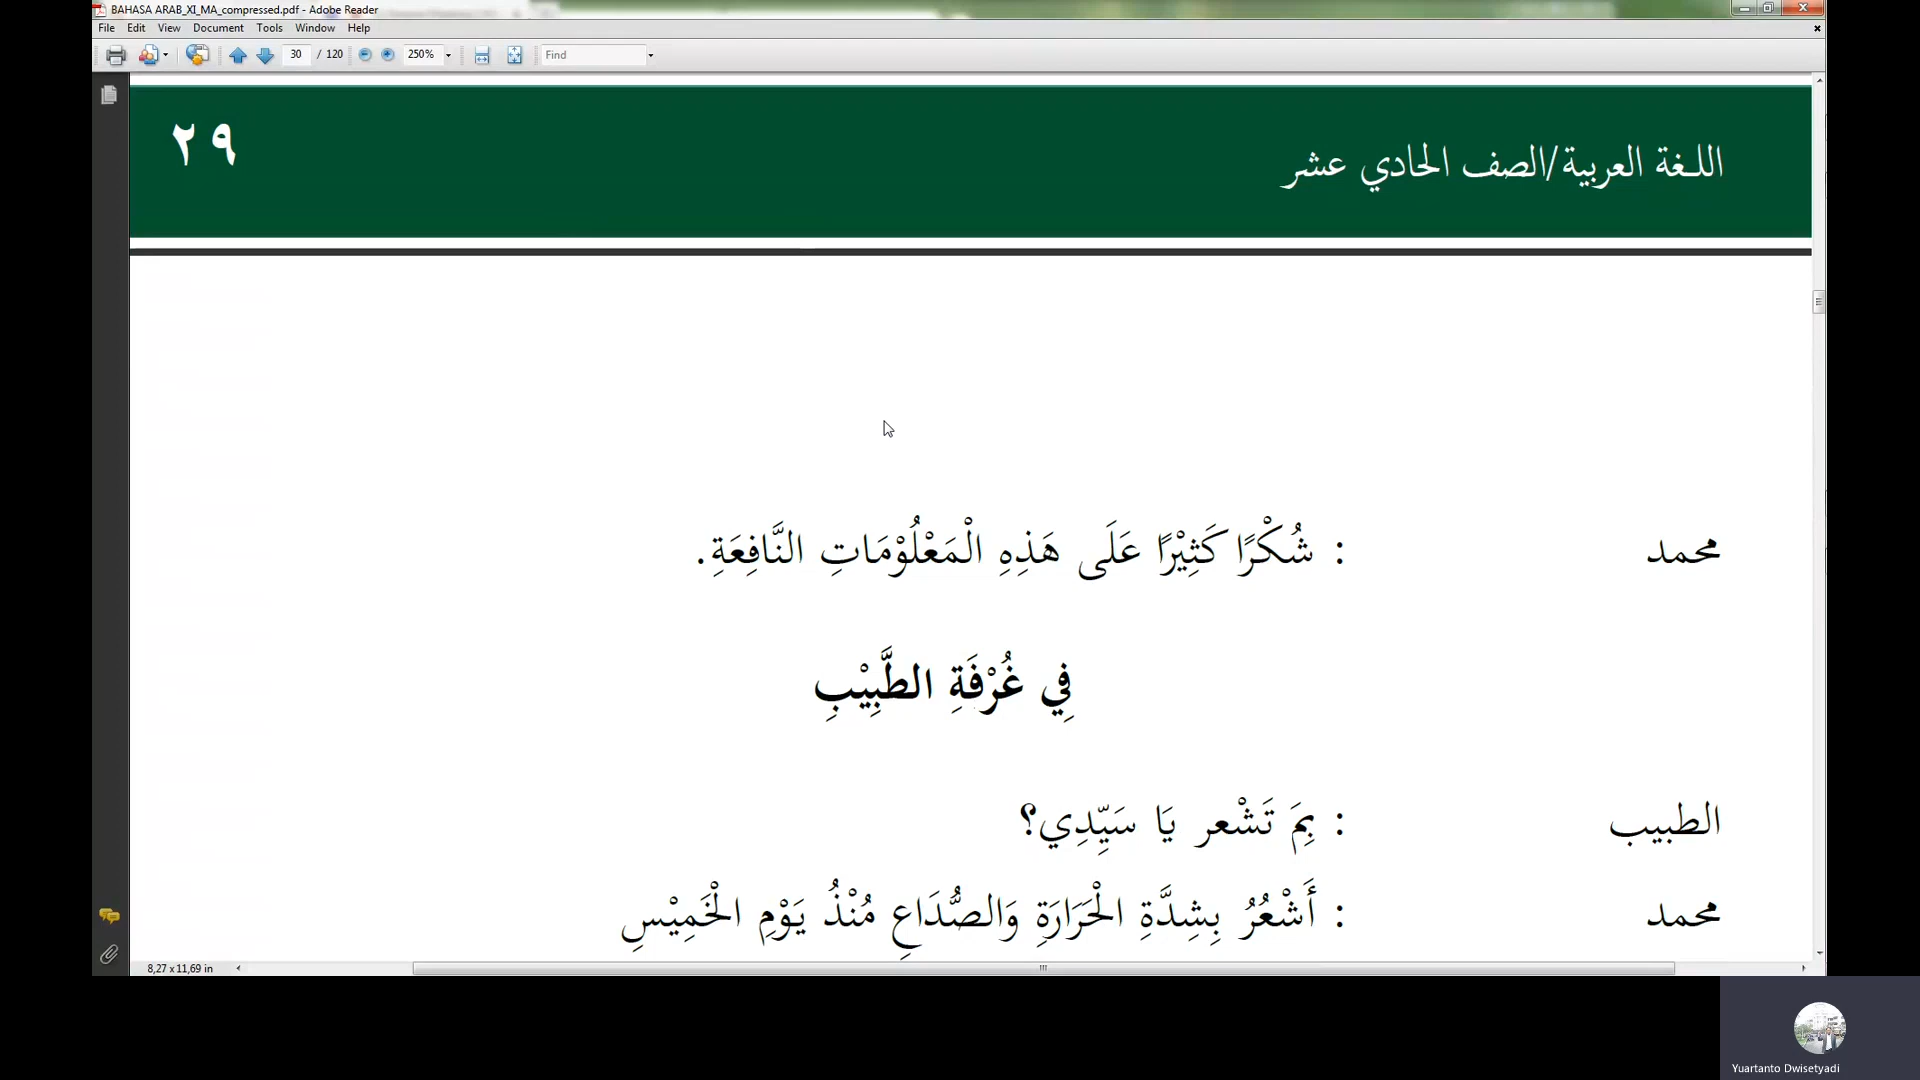 BAHASA ARAB_XI_MA_compressed.pdf - Adobe Reader
File Edit View Document Tools Window Help
30 / 120 250% Find
اللغة العربية/الصف الحادي عشر ٢٩
محمد : شُكْرًا كَثِيْرًا عَلَى هَذِهِ الْمَعْلُوْمَاتِ النَّافِعَةِ.
فِي غُرْفَةِ الطَّبِيْبِ
الطبيب : بِمَ تَشْعر يَا سَيِّدِي؟
محمد : أَشْعُرُ بِشِدَّةِ الْحَرَارَةِ وَالصُّدَاعِ مُنْذُ يَوْمِ الْخَمِيْسِ
8,27 x 11,69 in
Yuartanto Dwisetyadi